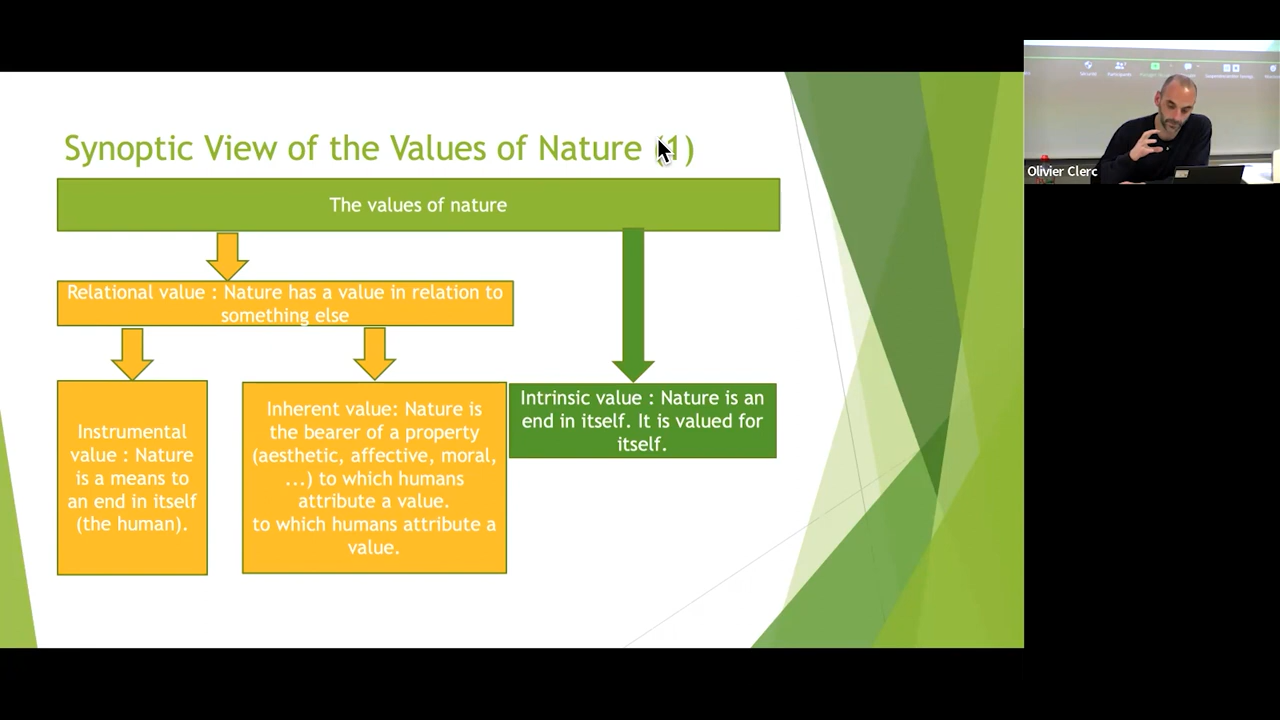 Synoptic View of the Values of Nature (1)
The values of nature
Relational value : Nature has a value in relation to
something else
Instrumental
value : Nature
is a means to
an end in itself
(the human).
Inherent value: Nature is
the bearer of a property
(aesthetic, affective, moral,
...) to which humans
attribute a value.
to which humans attribute a
value.
Intrinsic value : Nature is an
end in itself. It is valued for
itself.
Olivier Clerc